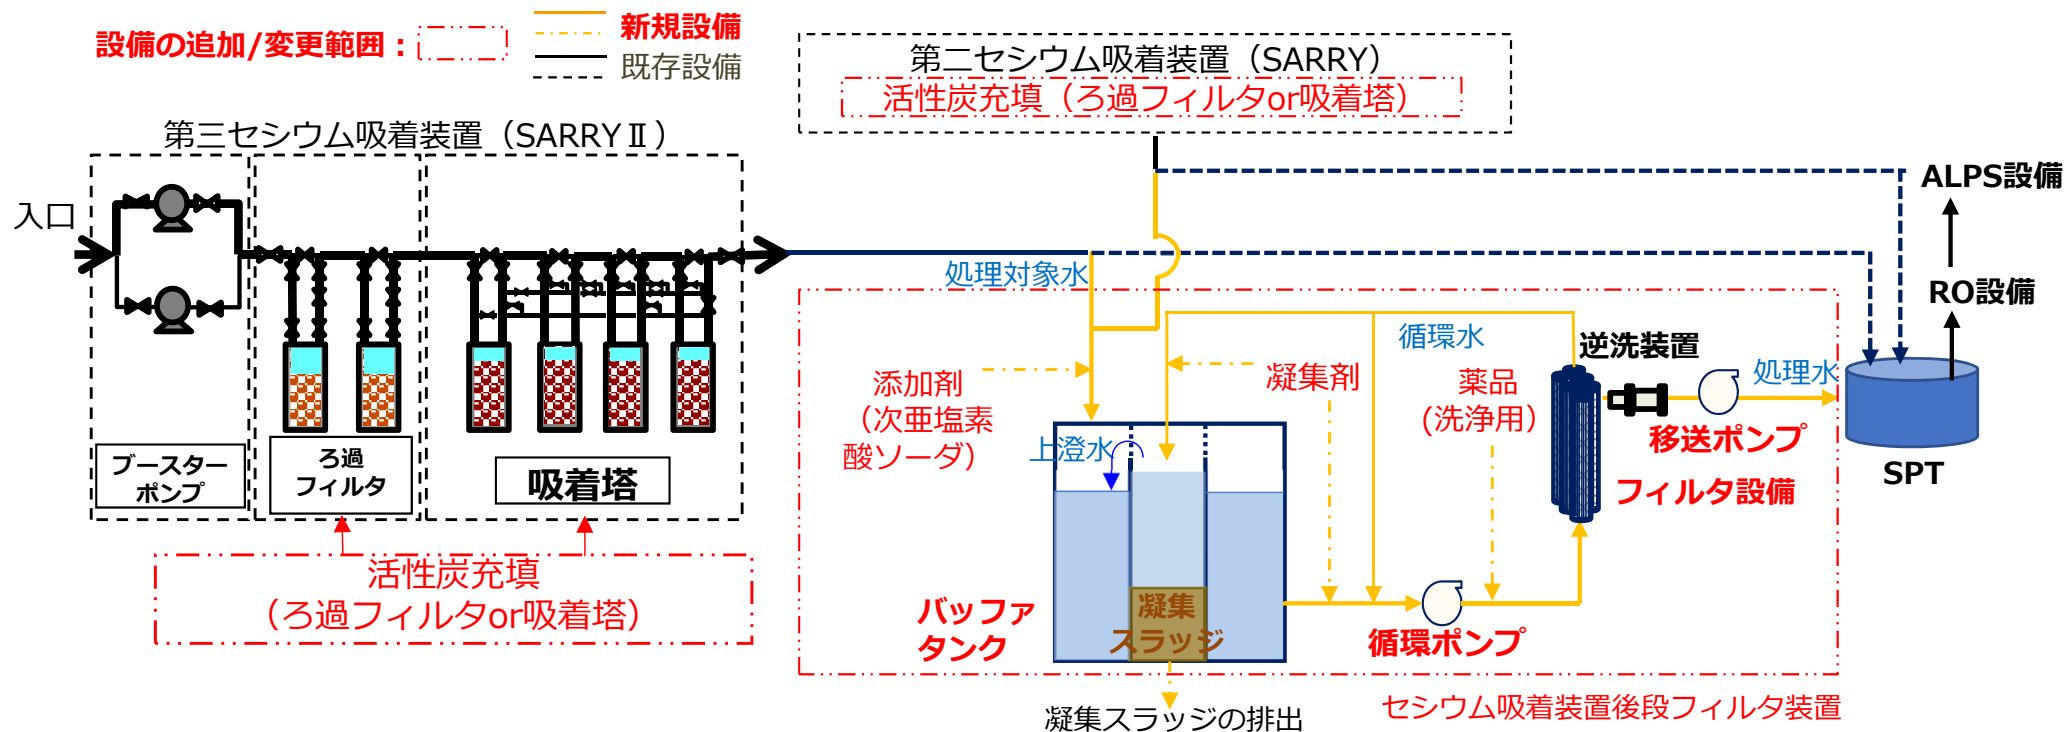 設備の追加/変更範囲：
新規設備
既存設備
第二セシウム吸着装置（SARRY）
活性炭充填（ろ過フィルタor吸着塔）
第三セシウム吸着装置（SARRYⅡ）
入口
ブースター
ポンプ
ろ過
フィルタ
吸着塔
活性炭充填
（ろ過フィルタor吸着塔）
処理対象水
ALPS設備
RO設備
SPT
循環水
逆洗装置
処理水
添加剤
（次亜塩素
酸ソーダ）
凝集剤
薬品
(洗浄用）
上澄水
移送ポンプ
フィルタ設備
バッファ
タンク
凝集
スラッジ
循環ポンプ
セシウム吸着装置後段フィルタ装置
凝集スラッジの排出